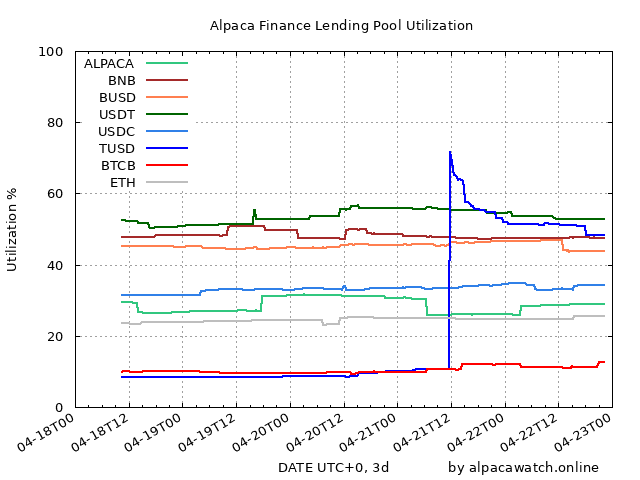 Alpaca Finance Lending Pool Utilization
100
80
60
40
20
0
Utilization %
ALPACA
BNB
BUSD
USDT
USDC
TUSD
BTCB
ETH
04-18T00
04-18T12
04-19T00
04-19T12
04-20T00
04-20T12
04-21T00
04-21T12
04-22T00
04-22T12
04-23T00
DATE UTC+0, 3d
by alpacawatch.online